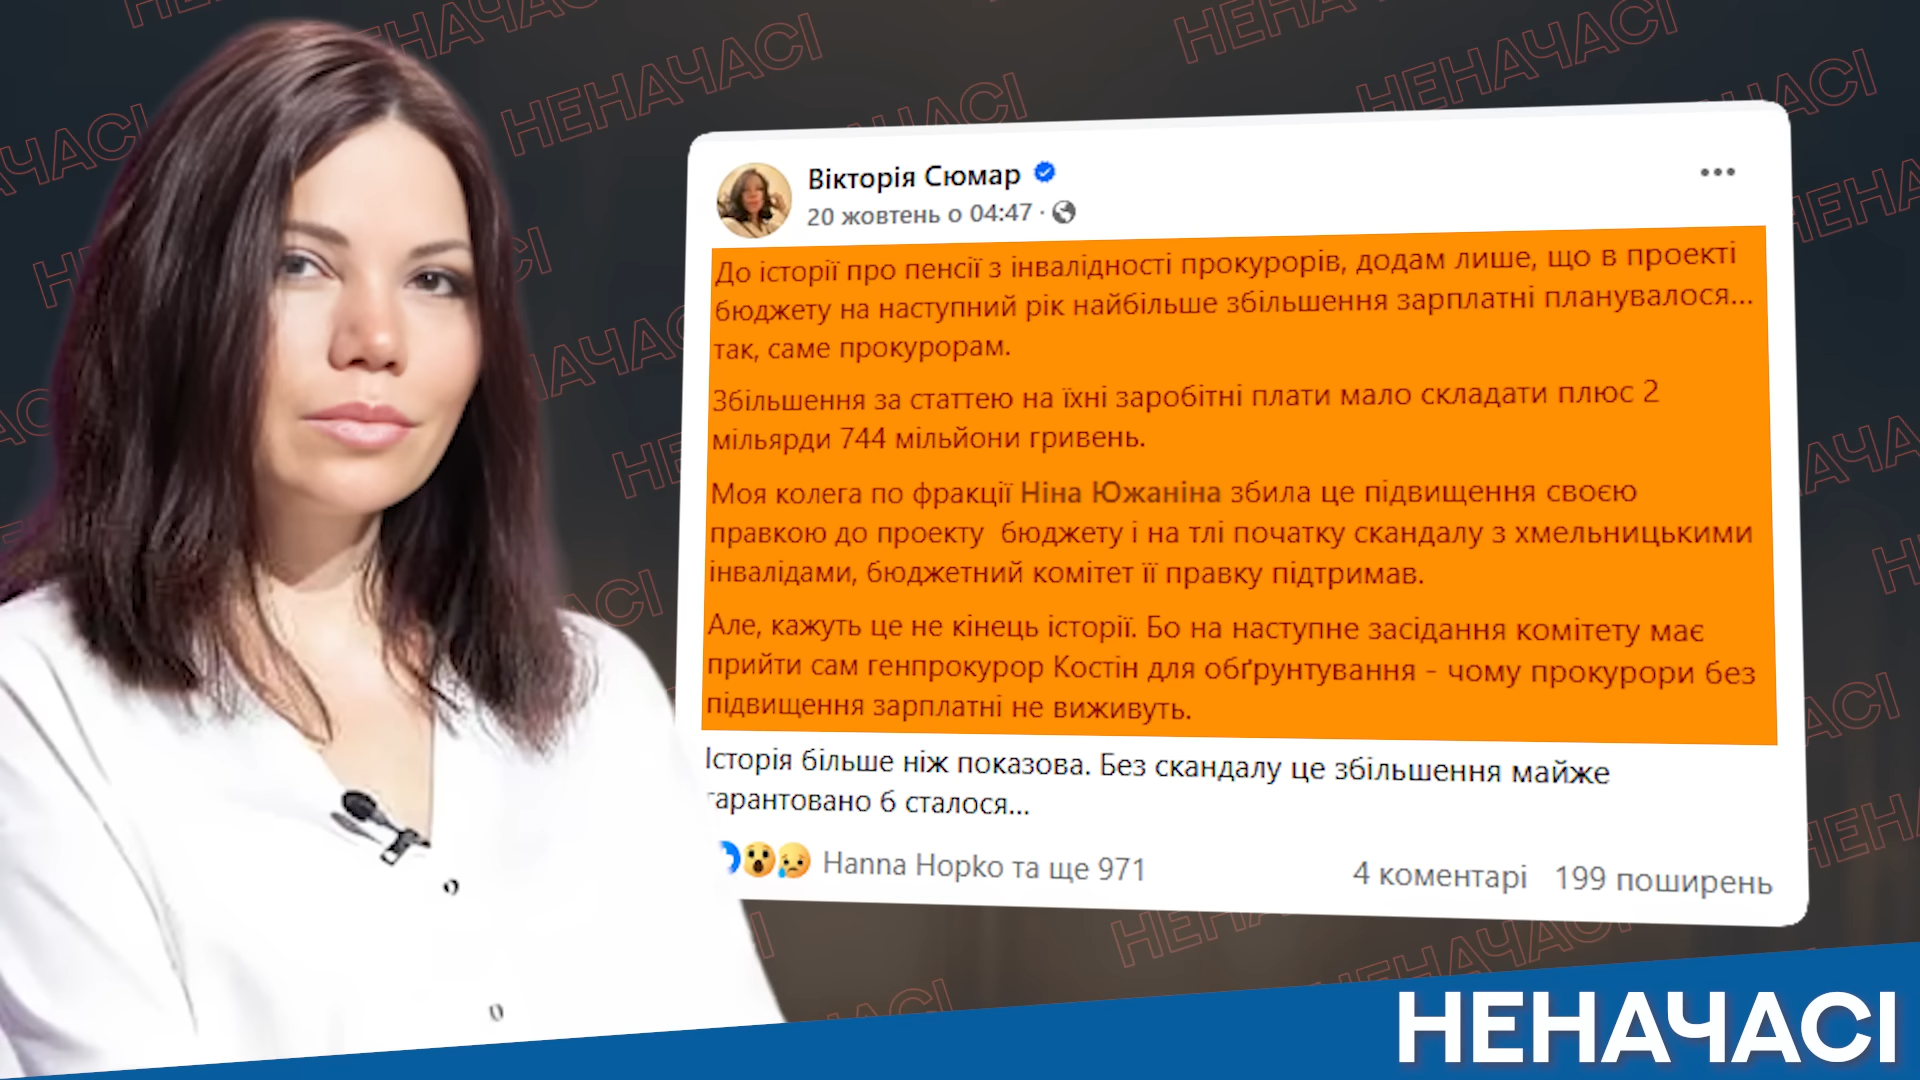 Вікторія Сюмар
20 жовтень о 04:47 ·
До історії про пенсії з інвалідності прокурорів, додам лише, що в проекті
бюджету на наступний рік найбільше збільшення зарплатні планувалося...
так, саме прокурорам.
Збільшення за статтею на їхні заробітні плати мало складати плюс 2
мільярди 744 мільйони гривень.
Моя колега по фракції Ніна Южаніна збила це підвищення своєю
правкою до проекту бюджету і на тлі початку скандалу з хмельницькими
інвалідами, бюджетний комітет її правку підтримав.
Але, кажуть це не кінець історії. Бо на наступне засідання комітету має
прийти сам генпрокурор Костін для обґрунтування - чому прокурори без
підвищення зарплатні не виживуть.
Історія більше ніж показова. Без скандалу це збільшення майже
гарантовано б сталося...
Hanna Hopko та ще 971
4 коментарі 199 поширень
НЕНАЧАСІ